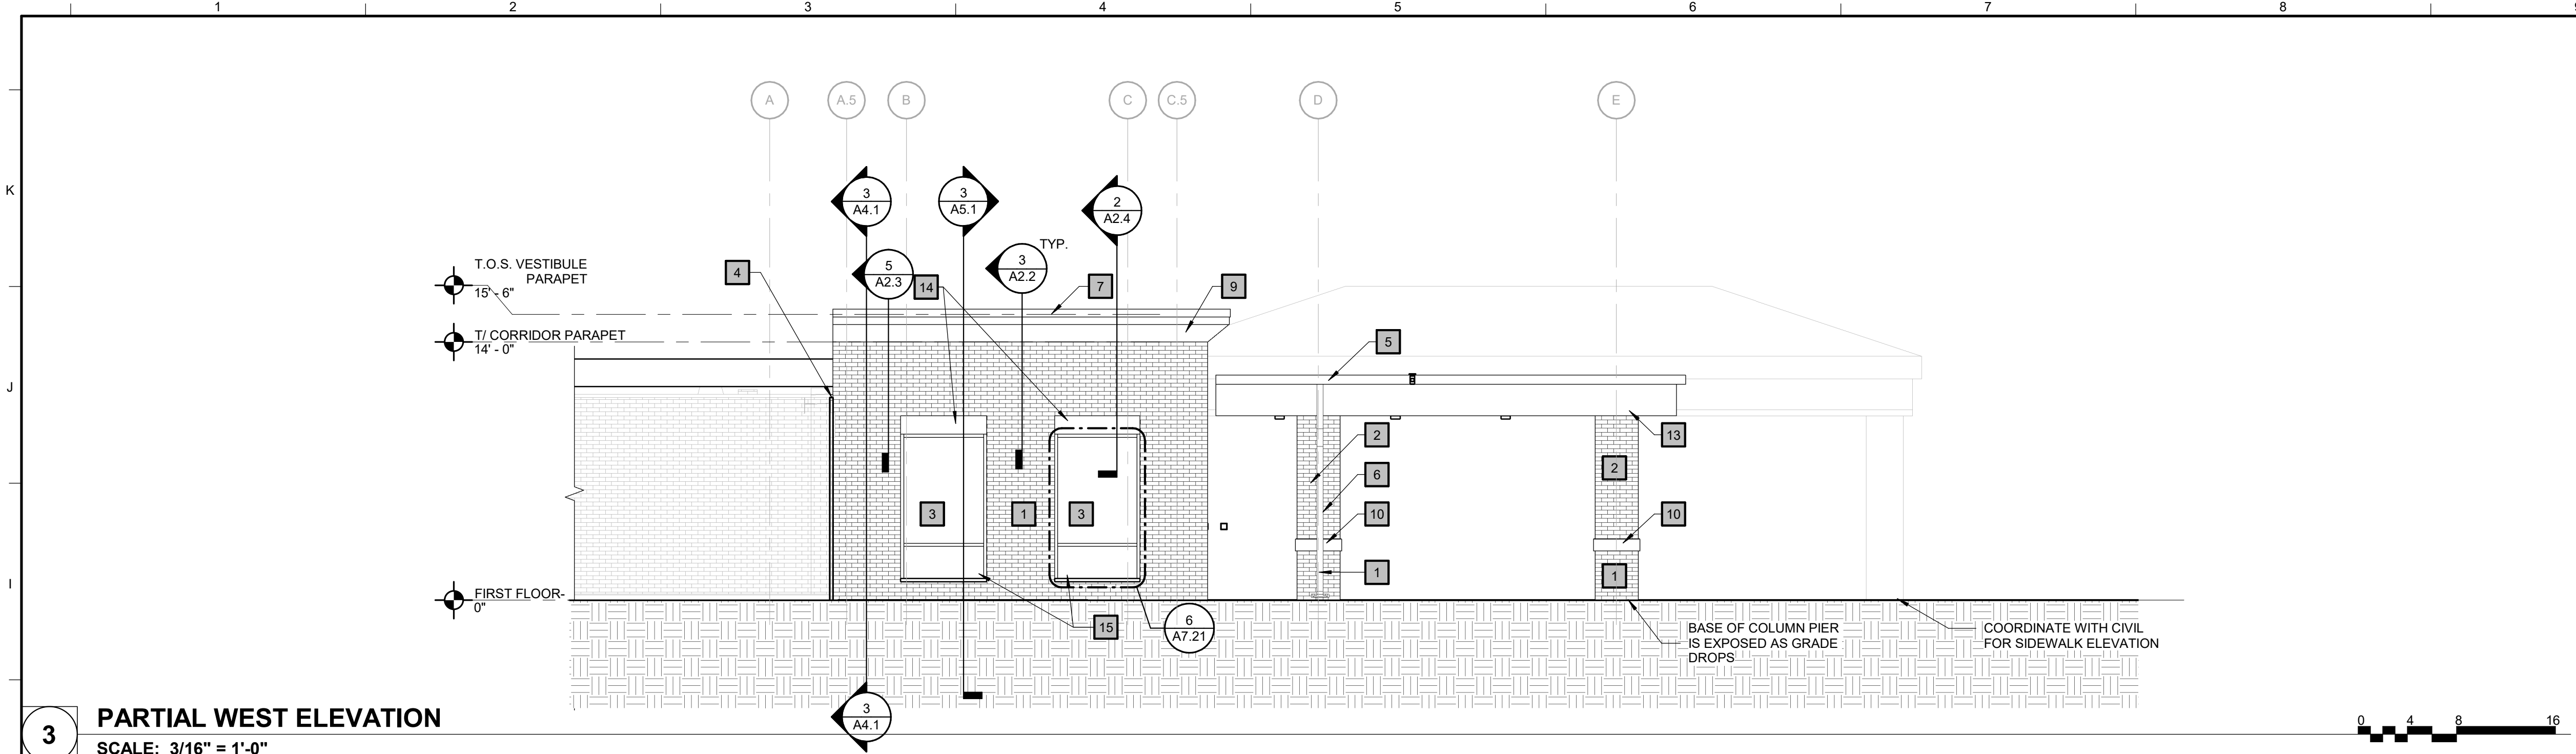 1 2 3 4 5 6 7 8
K
J
I
A A.5 B C C.5 D E
3
A4.1
3
A5.1
2
A2.4
TYP.
5
A2.3
3
A2.2
4
14
7
9
T.O.S. VESTIBULE
PARAPET
15' - 6"
T/ CORRIDOR PARAPET
14' - 0"
5
2
13
6
2
3
1
3
10
10
1
1
FIRST FLOOR-
0"
15
6
A7.21
BASE OF COLUMN PIER
IS EXPOSED AS GRADE
DROPS
COORDINATE WITH CIVIL
FOR SIDEWALK ELEVATION
3
A4.1
3
PARTIAL WEST ELEVATION
SCALE: 3/16" = 1'-0"
0 4 8 16